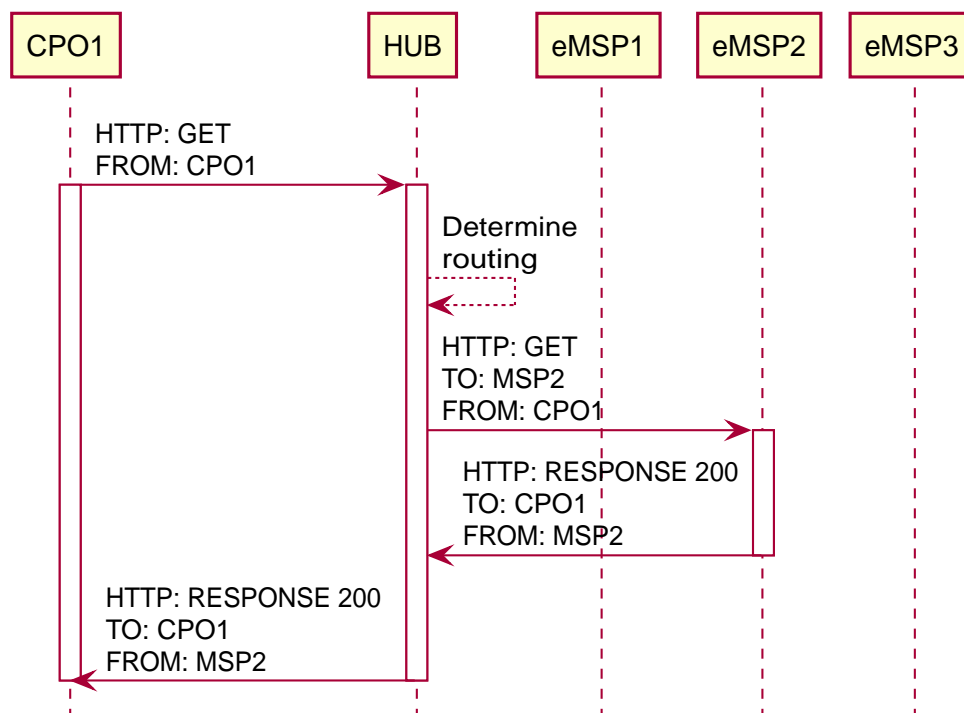 CPO1
HUB
eMSP1
eMSP2
eMSP3
HTTP: GET
FROM: CPO1
Determine
routing
HTTP: GET
TO: MSP2
FROM: CPO1
HTTP: RESPONSE 200
TO: CPO1
FROM: MSP2
HTTP: RESPONSE 200
TO: CPO1
FROM: MSP2